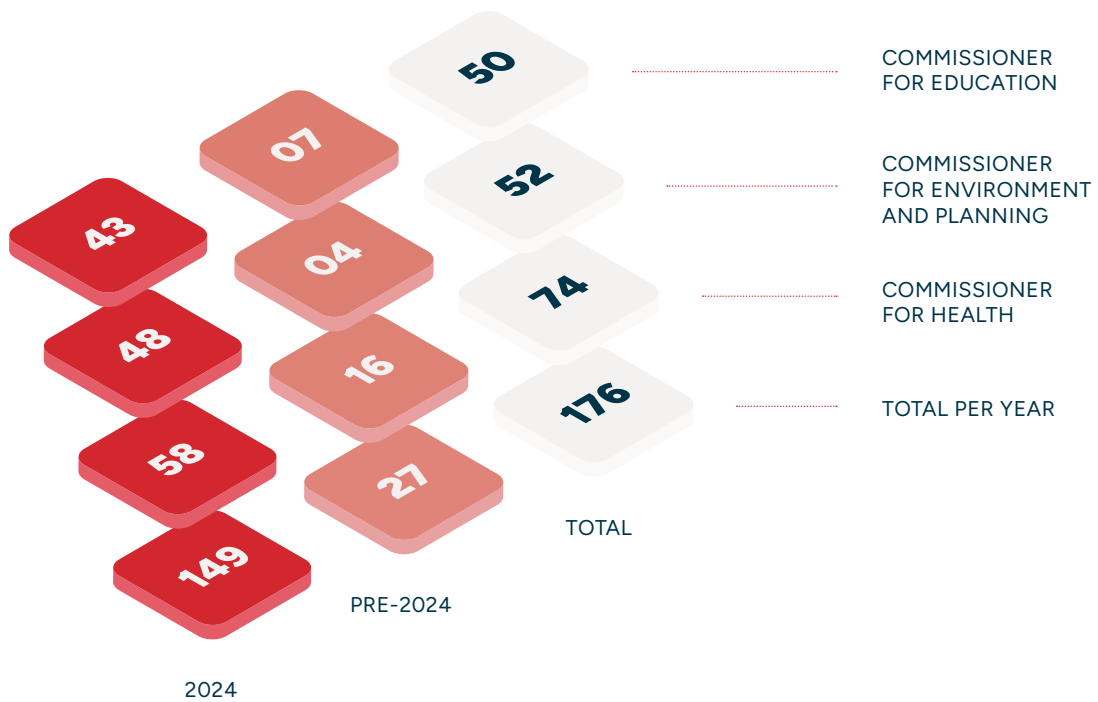 50
COMMISSIONER
FOR EDUCATION
07
43
52
COMMISSIONER
FOR ENVIRONMENT
AND PLANNING
04
48
74
COMMISSIONER
FOR HEALTH
16
58
176
TOTAL PER YEAR
27
149
TOTAL
PRE-2024
2024